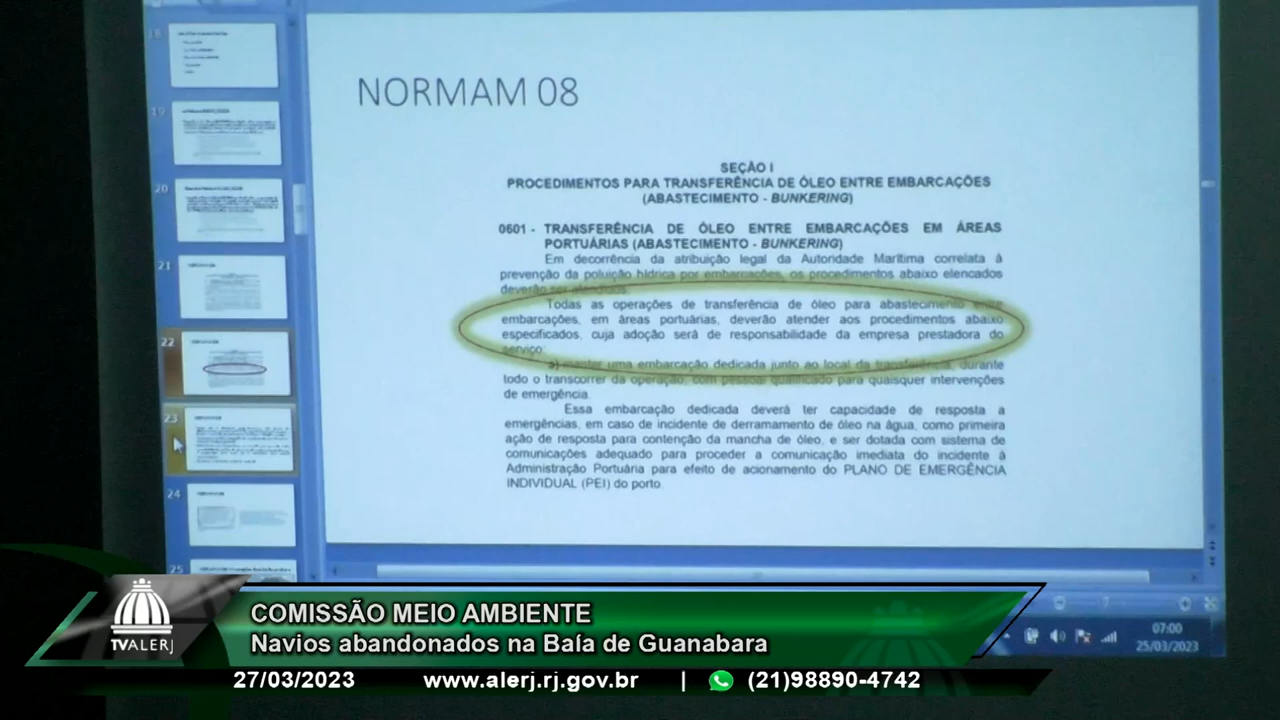 18
19
20
21
22
23
24
25
NORMAM 08
SEÇÃO I
PROCEDIMENTOS PARA TRANSFERÊNCIA DE ÓLEO ENTRE EMBARCAÇÕES
(ABASTECIMENTO - BUNKERING)
0601 - TRANSFERÊNCIA DE ÓLEO ENTRE EMBARCAÇÕES EM ÁREAS
PORTUÁRIAS (ABASTECIMENTO - BUNKERING)
Em decorrência da atribuição legal da Autoridade Marítima correlata à
prevenção da poluição hídrica por embarcações, os procedimentos abaixo elencados
deverão ser atendidos.
Todas as operações de transferência de óleo para abastecimento entre
embarcações, em áreas portuárias, deverão atender aos procedimentos abaixo
especificados, cuja adoção será de responsabilidade da empresa prestadora do
serviço:
a) manter uma embarcação dedicada junto ao local da transferência, durante
todo o transcorrer da operação, com pessoal qualificado para quaisquer intervenções
de emergência.
Essa embarcação dedicada deverá ter capacidade de resposta a
emergências, em caso de incidente de derramamento de óleo na água, como primeira
ação de resposta para contenção da mancha de óleo, e ser dotada com sistema de
comunicações adequado para proceder a comunicação imediata do incidente à
Administração Portuária para efeito de acionamento do PLANO DE EMERGÊNCIA
INDIVIDUAL (PEI) do porto.
07:00
25/03/2023
TVALERJ
COMISSÃO MEIO AMBIENTE
Navios abandonados na Baía de Guanabara
27/03/2023 www.alerj.rj.gov.br | (21)98890-4742